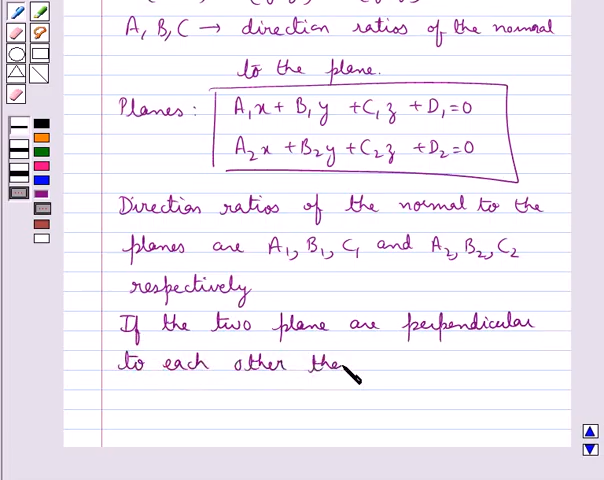 A, B, C → direction ratios of the normal
to the plane.
Planes : A₁x + B₁y + C₁z + D₁ = 0
A₂x + B₂y + C₂z + D₂ = 0
Direction ratios of the normal to the
planes are A₁, B₁, C₁ and A₂, B₂, C₂
respectively
If the two plane are perpendicular
to each other the